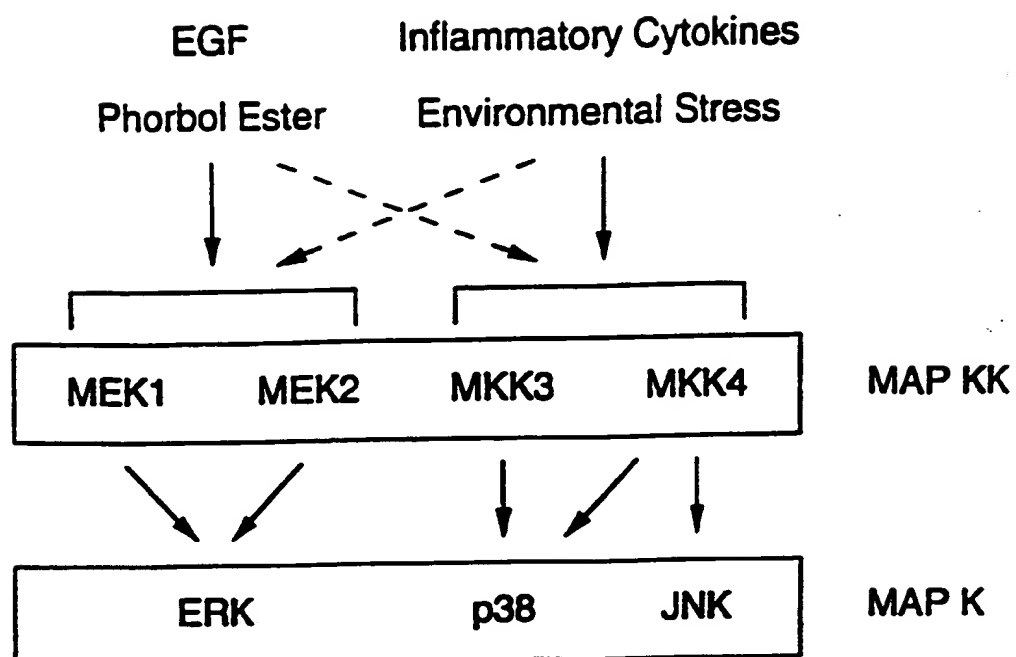 EGF Inflammatory Cytokines
Phorbol Ester Environmental Stress
MEK1 MEK2 MKK3 MKK4 MAP KK
ERK p38 JNK MAP K